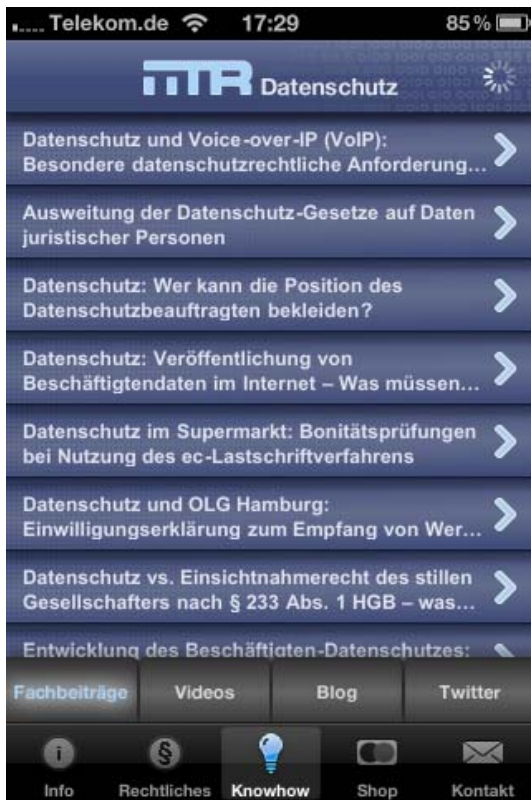 Telekom.de 17:29 85 %
iiTR Datenschutz
Datenschutz und Voice-over-IP (VoIP):
Besondere datenschutzrechtliche Anforderung...
Ausweitung der Datenschutz-Gesetze auf Daten
juristischer Personen
Datenschutz: Wer kann die Position des
Datenschutzbeauftragten bekleiden?
Datenschutz: Veröffentlichung von
Beschäftigtendaten im Internet – Was müssen...
Datenschutz im Supermarkt: Bonitätsprüfungen
bei Nutzung des ec-Lastschriftverfahrens
Datenschutz und OLG Hamburg:
Einwilligungserklärung zum Empfang von Wer...
Datenschutz vs. Einsichtnahmerecht des stillen
Gesellschafters nach § 233 Abs. 1 HGB – was...
Entwicklung des Beschäftigten-Datenschutzes:
Fachbeiträge Videos Blog Twitter
Info Rechtliches Knowhow Shop Kontakt